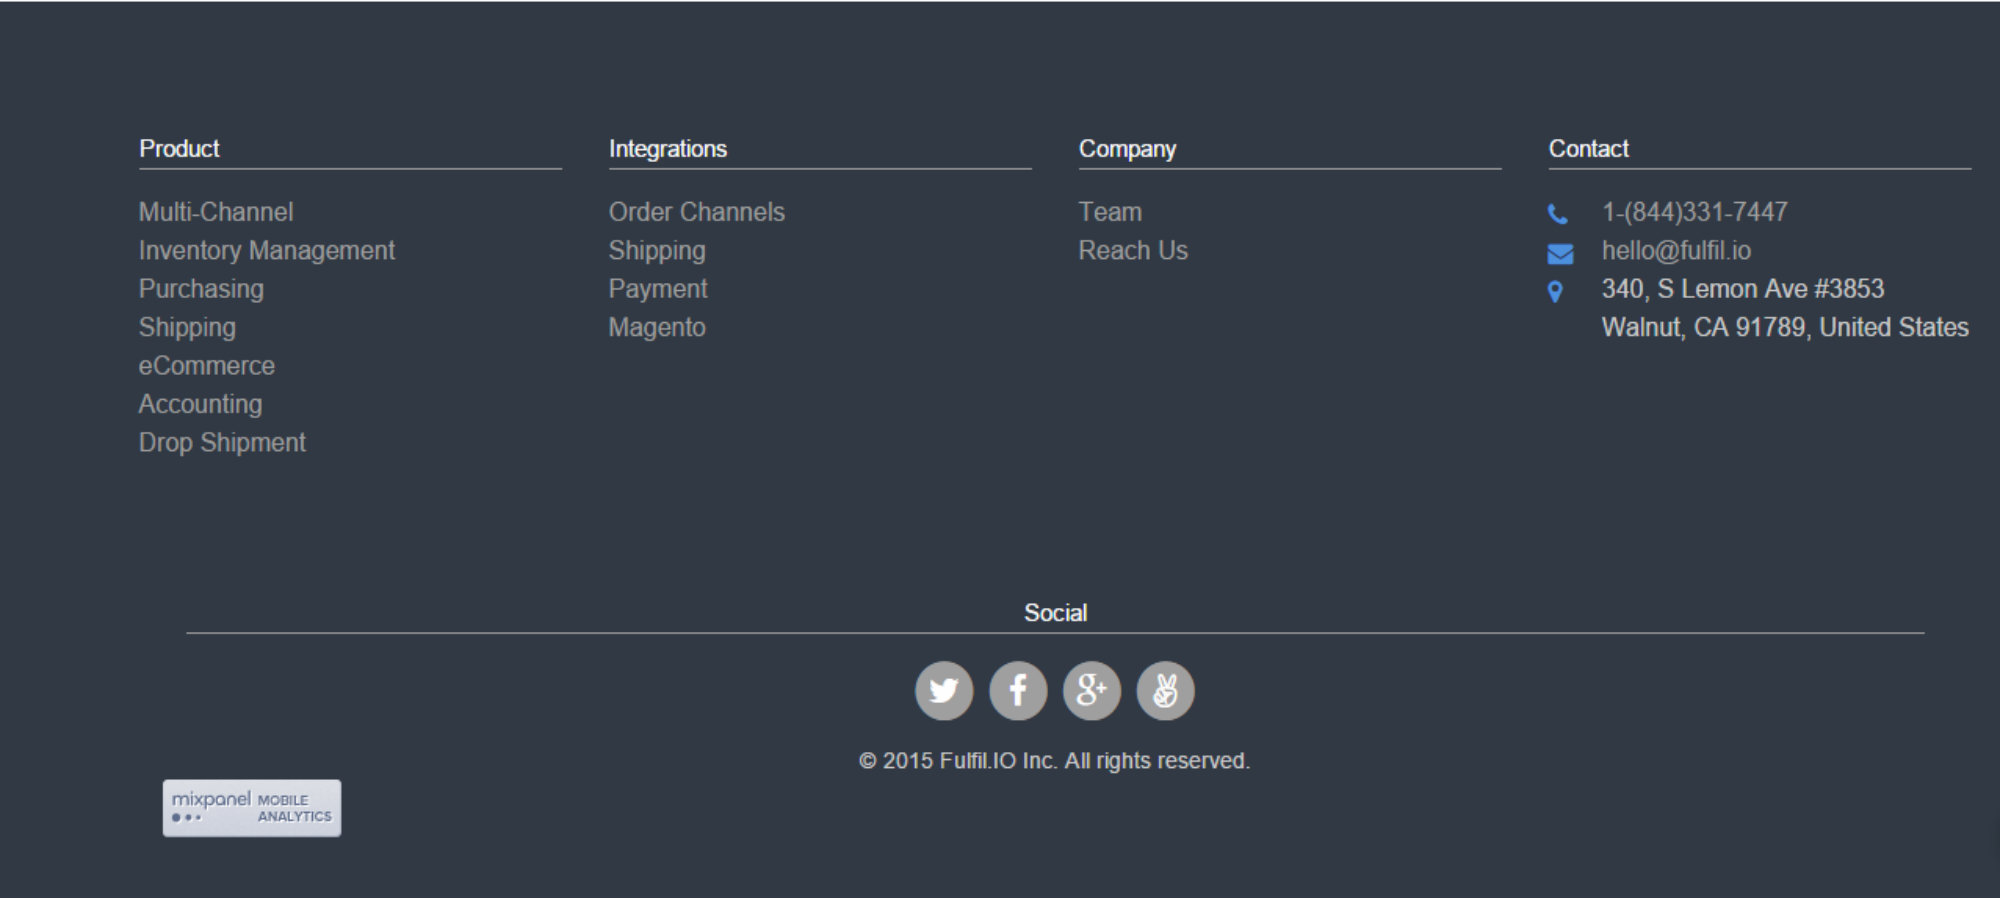 Product
Multi-Channel
Inventory Management
Purchasing
Shipping
eCommerce
Accounting
Drop Shipment
Integrations
Order Channels
Shipping
Payment
Magento
Company
Team
Reach Us
Contact
1-(844)331-7447
hello@fulfil.io
340, S Lemon Ave #3853
Walnut, CA 91789, United States
Social
© 2015 Fulfil.IO Inc. All rights reserved.
mixpanel MOBILE
ANALYTICS